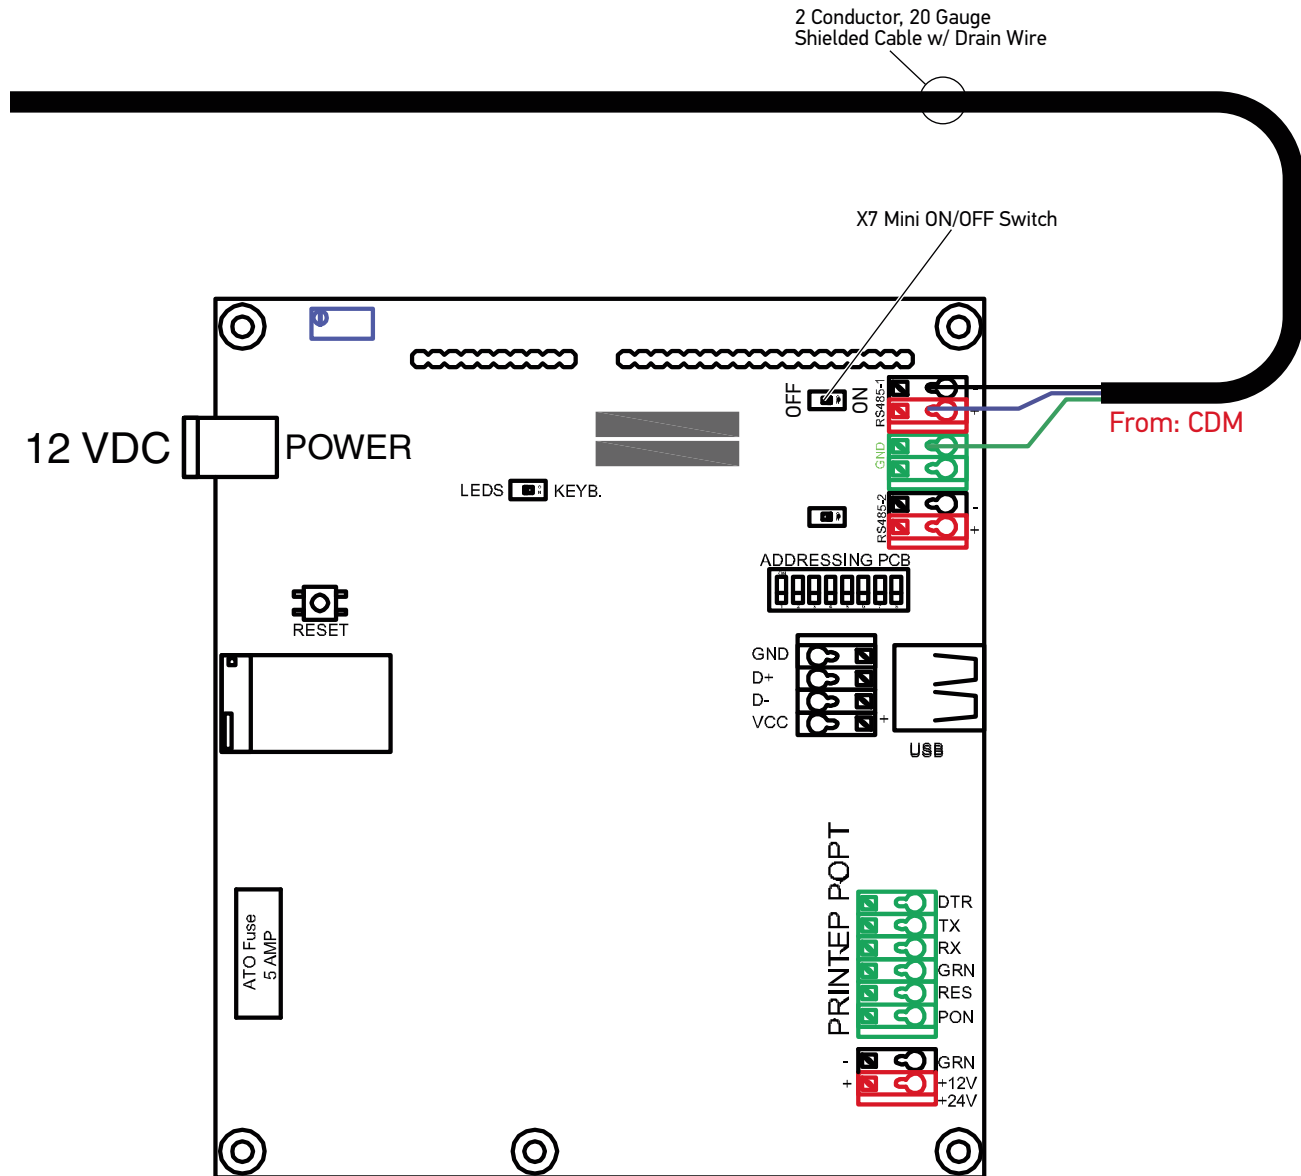 2 Conductor, 20 Gauge
Shielded Cable w/ Drain Wire
X7 Mini ON/OFF Switch
OFF
ON
RS485-1
-
+
From: CDM
12 VDC
POWER
GND
LEDS
KEYB.
RS485-2
-
+
ADDRESSING PCB
RESET
GND
D+
D-
VCC
+
USB
PRINTEP POPT
DTR
TX
RX
GRN
RES
PON
ATO Fuse
5 AMP
-
GRN
+
+12V
+24V